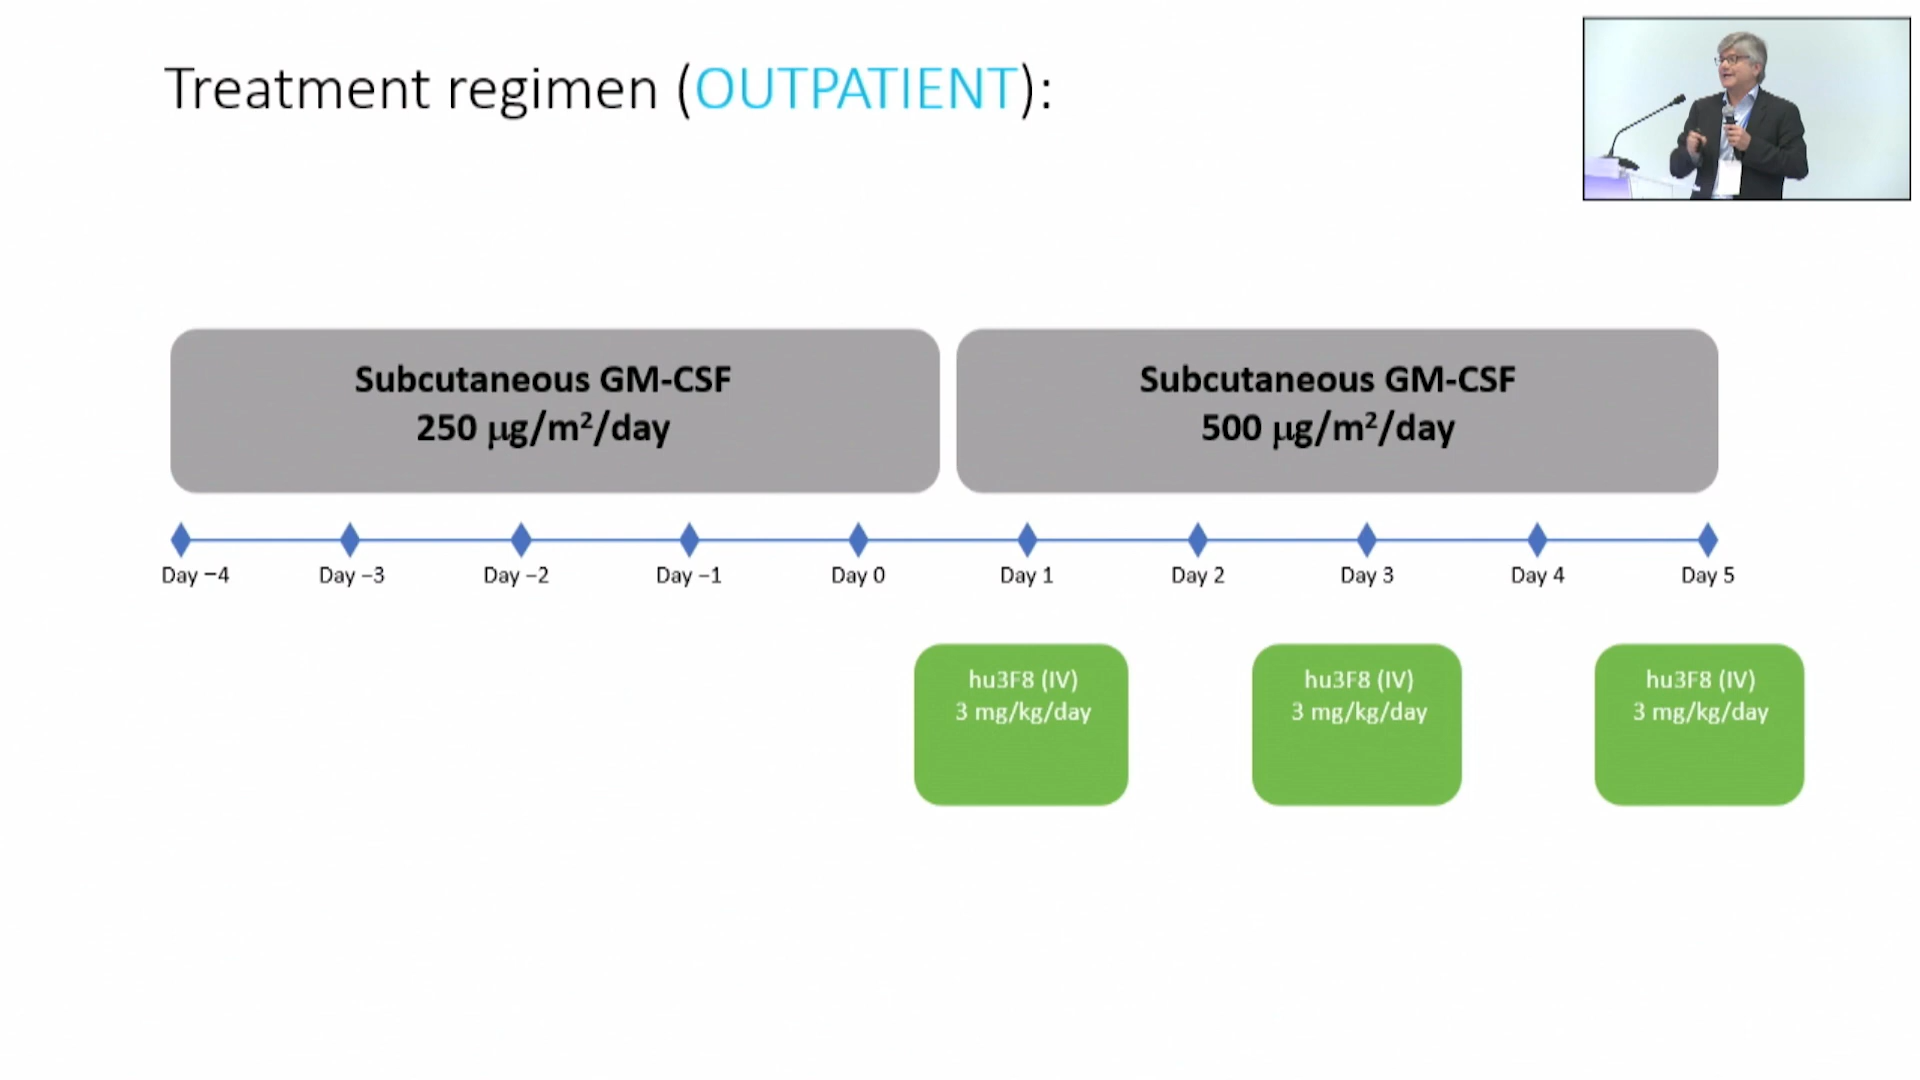 Treatment regimen (OUTPATIENT):
Subcutaneous GM-CSF
250 µg/m²/day
Subcutaneous GM-CSF
500 µg/m²/day
Day −4
Day −3
Day −2
Day −1
Day 0
Day 1
Day 2
Day 3
Day 4
Day 5
hu3F8 (IV)
3 mg/kg/day
hu3F8 (IV)
3 mg/kg/day
hu3F8 (IV)
3 mg/kg/day